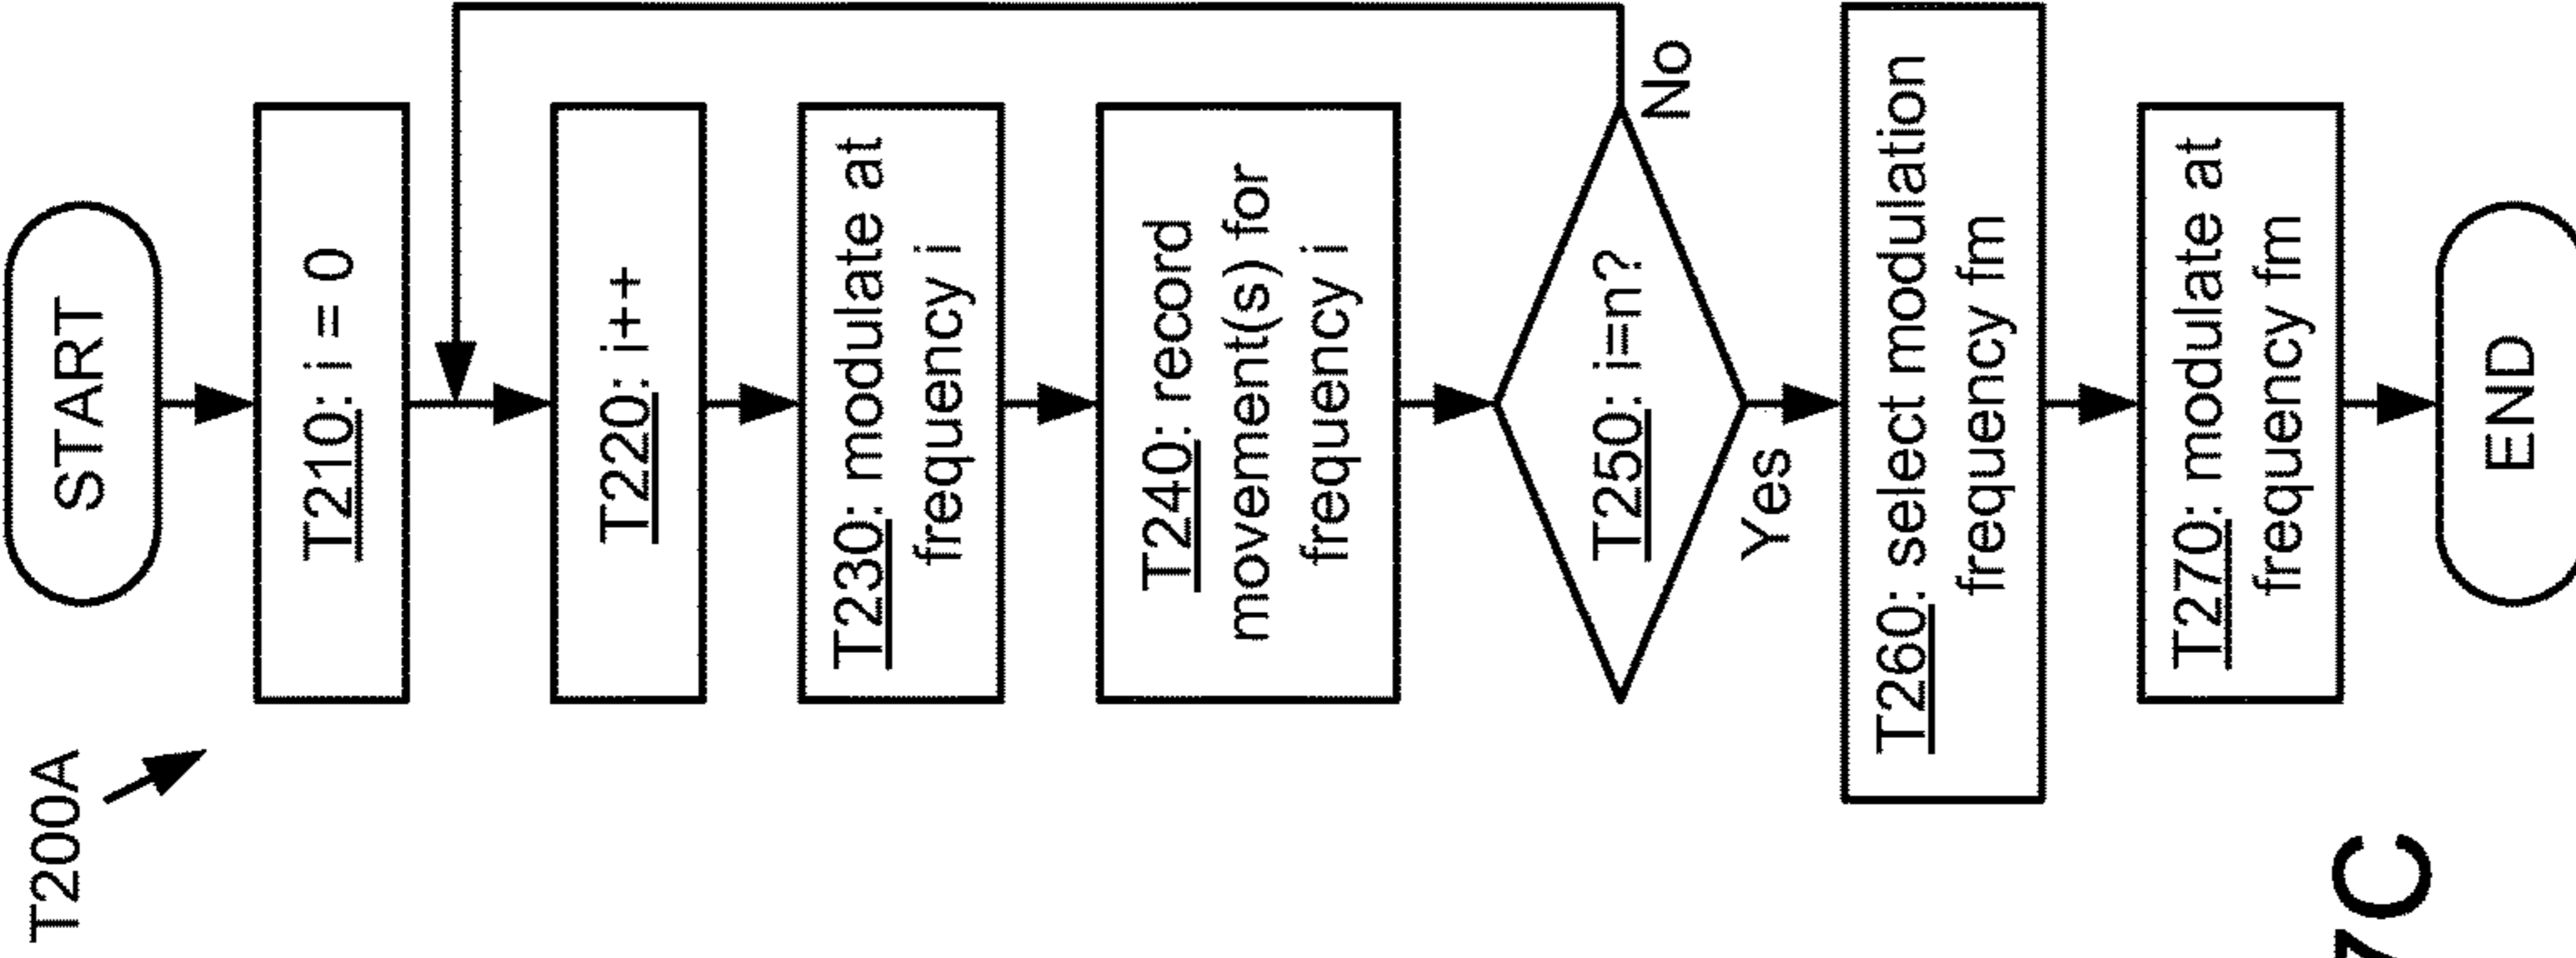 T200A
START
T210: i = 0
T220: i++
T230: modulate at
frequency i
T240: record
movement(s) for
frequency i
T250: i=n?
No
Yes
T260: select modulation
frequency fm
T270: modulate at
frequency fm
END
7C